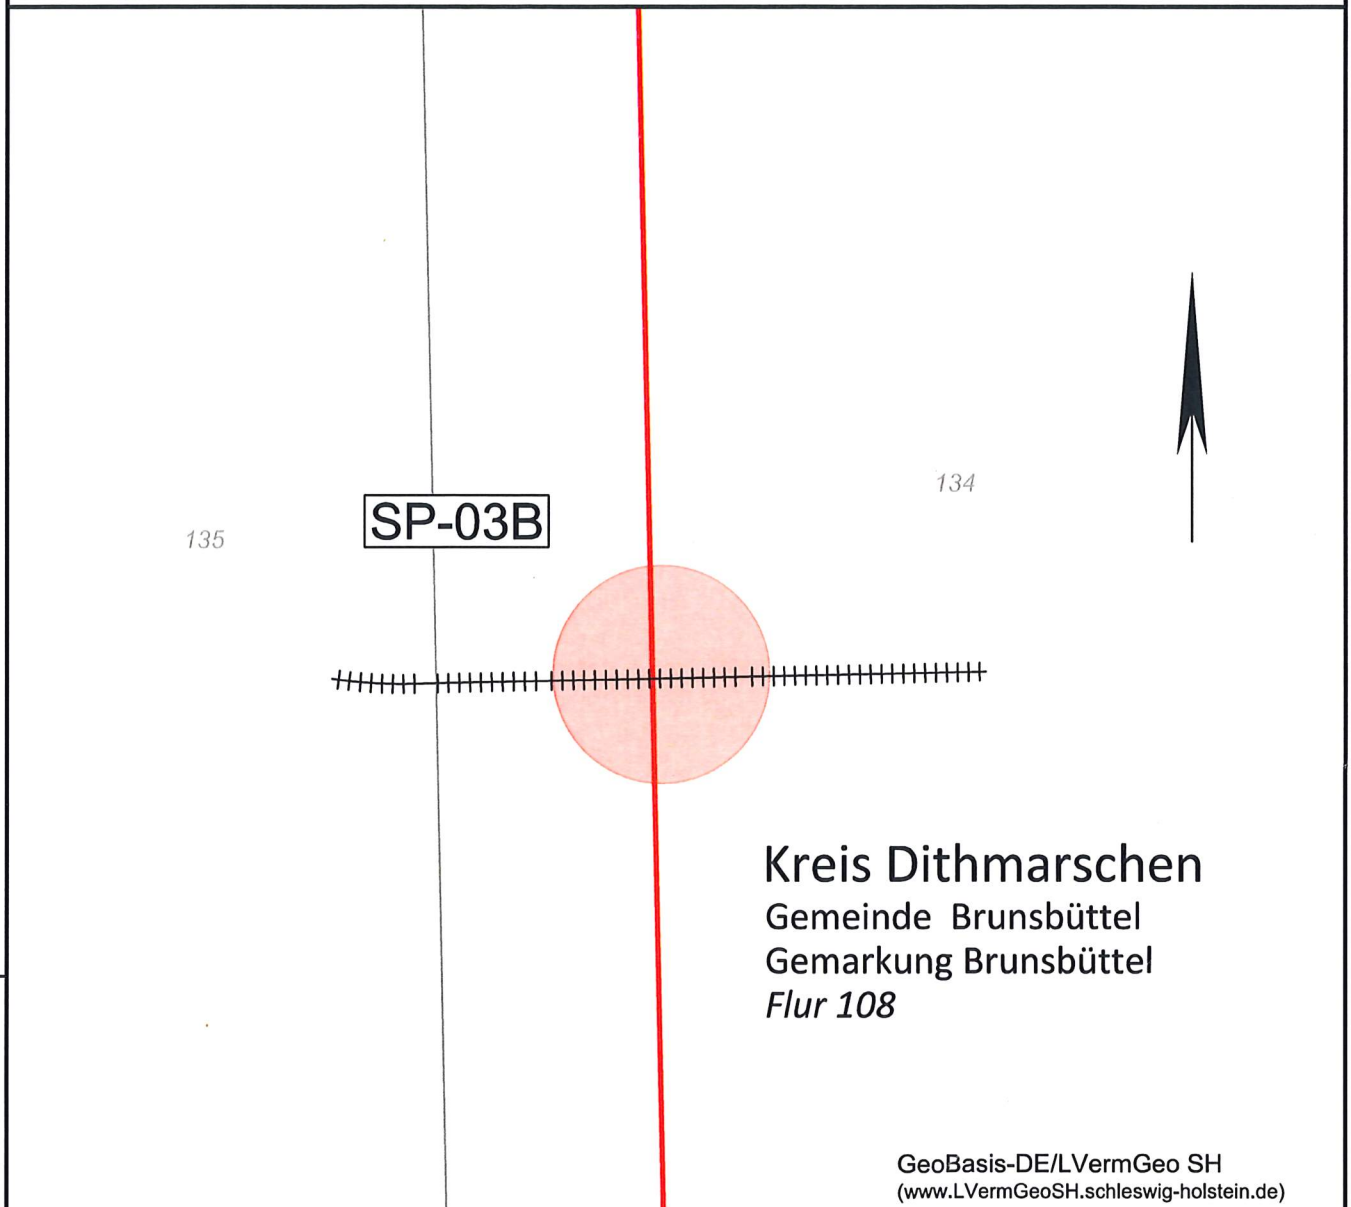 134
SP-03B
135
Kreis Dithmarschen
Gemeinde Brunsbüttel
Gemarkung Brunsbüttel
Flur 108
GeoBasis-DE/LVermGeo SH
(www.LVermGeoSH.schleswig-holstein.de)